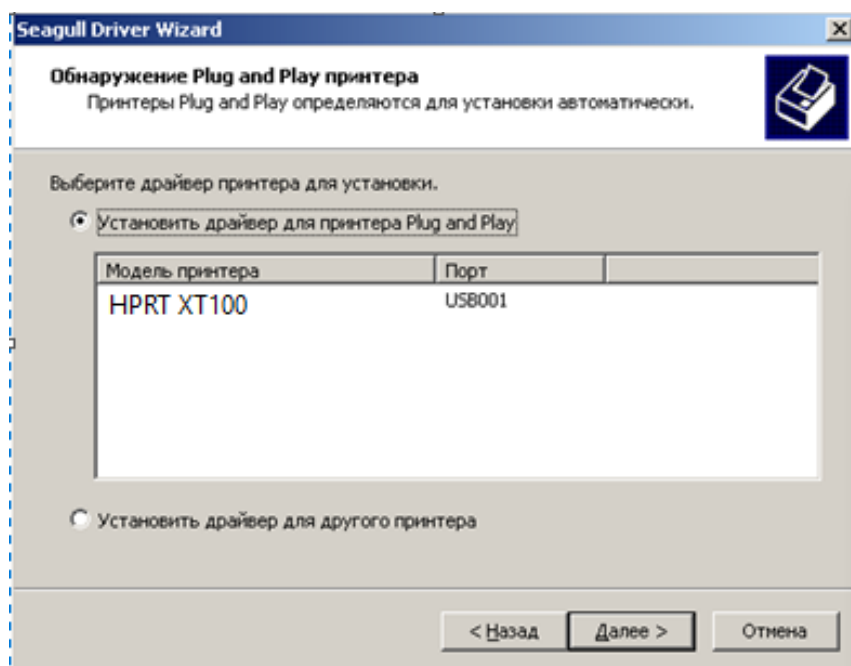 Seagull Driver Wizard
Обнаружение Plug and Play принтера
Принтеры Plug and Play определяются для установки автоматически.
Выберите драйвер принтера для установки.
Установить драйвер для принтера Plug and Play
Модель принтера Порт
HPRT XT100 USB001
Установить драйвер для другого принтера
< Назад Далее > Отмена